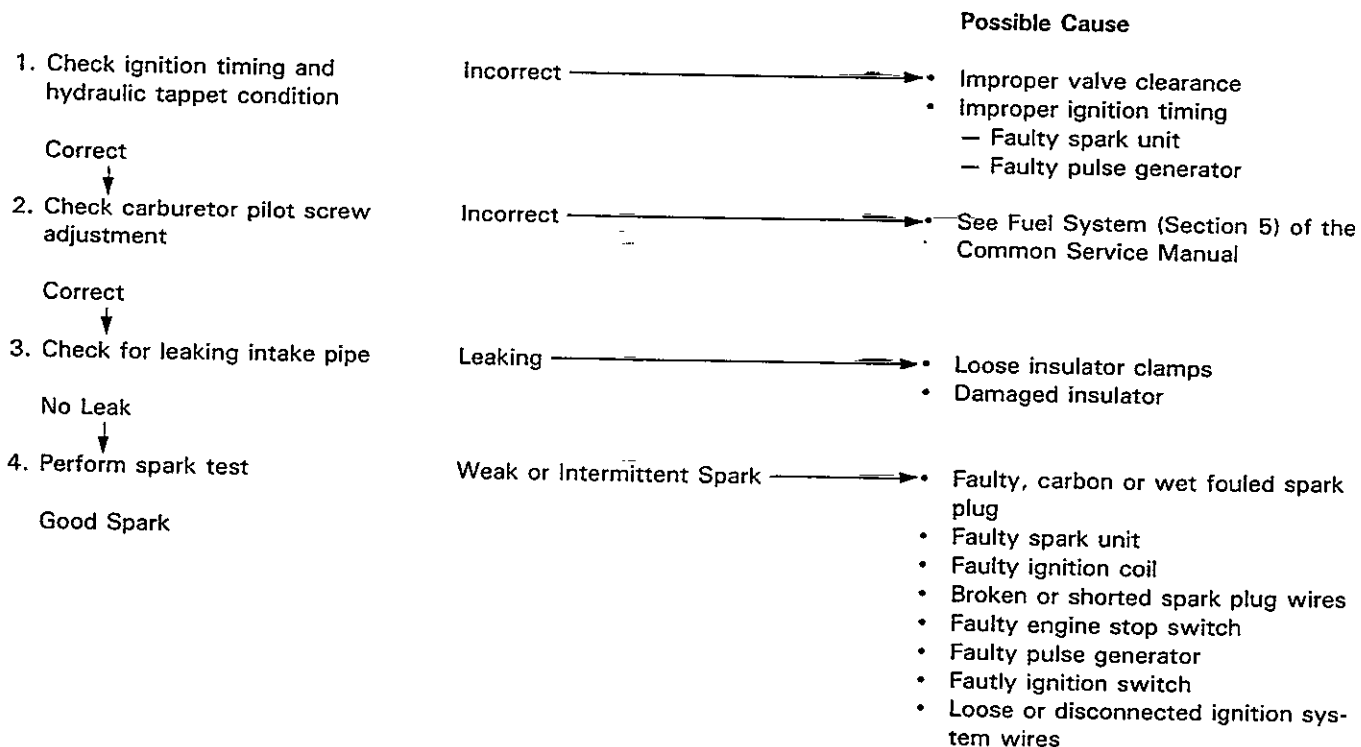 Possible Cause
1. Check ignition timing and
hydraulic tappet condition
Incorrect
• Improper valve clearance
• Improper ignition timing
— Faulty spark unit
— Faulty pulse generator
Correct
2. Check carburetor pilot screw
adjustment
Incorrect
• See Fuel System (Section 5) of the
Common Service Manual
Correct
3. Check for leaking intake pipe
Leaking
• Loose insulator clamps
• Damaged insulator
No Leak
4. Perform spark test
Weak or Intermittent Spark
• Faulty, carbon or wet fouled spark
plug
• Faulty spark unit
• Faulty ignition coil
• Broken or shorted spark plug wires
• Faulty engine stop switch
• Faulty pulse generator
• Fautly ignition switch
• Loose or disconnected ignition sys-
tem wires
Good Spark